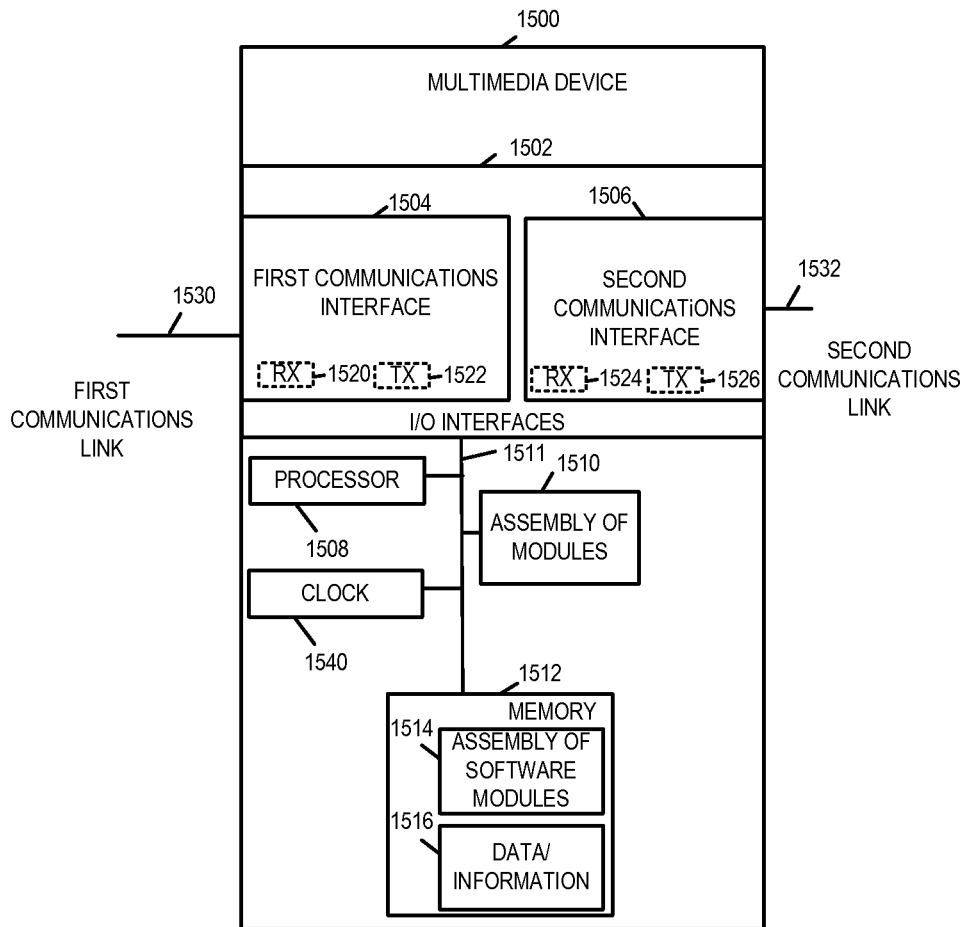 1500
MULTIMEDIA DEVICE
1502
1504
1506
FIRST COMMUNICATIONS
INTERFACE
SECOND
COMMUNICATiONS
INTERFACE
1530
1532
RX
1520
TX
1522
RX
1524
TX
1526
FIRST
COMMUNICATIONS
LINK
SECOND
COMMUNICATIONS
LINK
I/O INTERFACES
1511
1510
PROCESSOR
1508
ASSEMBLY OF
MODULES
CLOCK
1540
1512
MEMORY
1514
ASSEMBLY OF
SOFTWARE
MODULES
1516
DATA/
INFORMATION